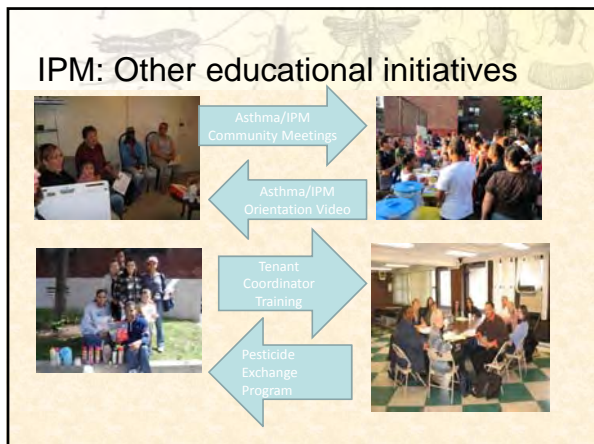 IPM: Other educational initiatives
Asthma/IPM
Community Meetings
Asthma/IPM
Orientation Video
Tenant
Coordinator
Training
Pesticide
Exchange
Program